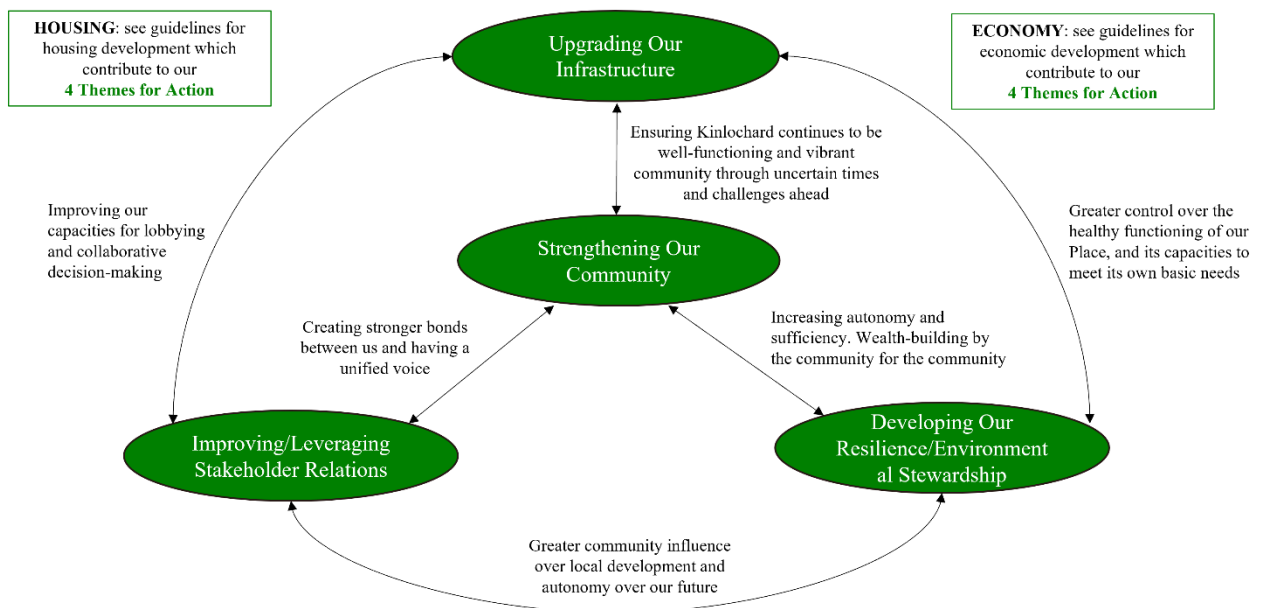 HOUSING: see guidelines for
housing development which
contribute to our
4 Themes for Action
Upgrading Our
Infrastructure
ECONOMY: see guidelines for
economic development which
contribute to our
4 Themes for Action
Ensuring Kinlochard continues to be
well-functioning and vibrant
community through uncertain times
and challenges ahead
Improving our
capacities for lobbying
and collaborative
decision-making
Greater control over the
healthy functioning of our
Place, and its capacities to
meet its own basic needs
Strengthening Our
Community
Creating stronger bonds
between us and having a
unified voice
Increasing autonomy and
sufficiency. Wealth-building by
the community for the community
Improving/Leveraging
Stakeholder Relations
Developing Our
Resilience/Environment
al Stewardship
Greater community influence
over local development and
autonomy over our future